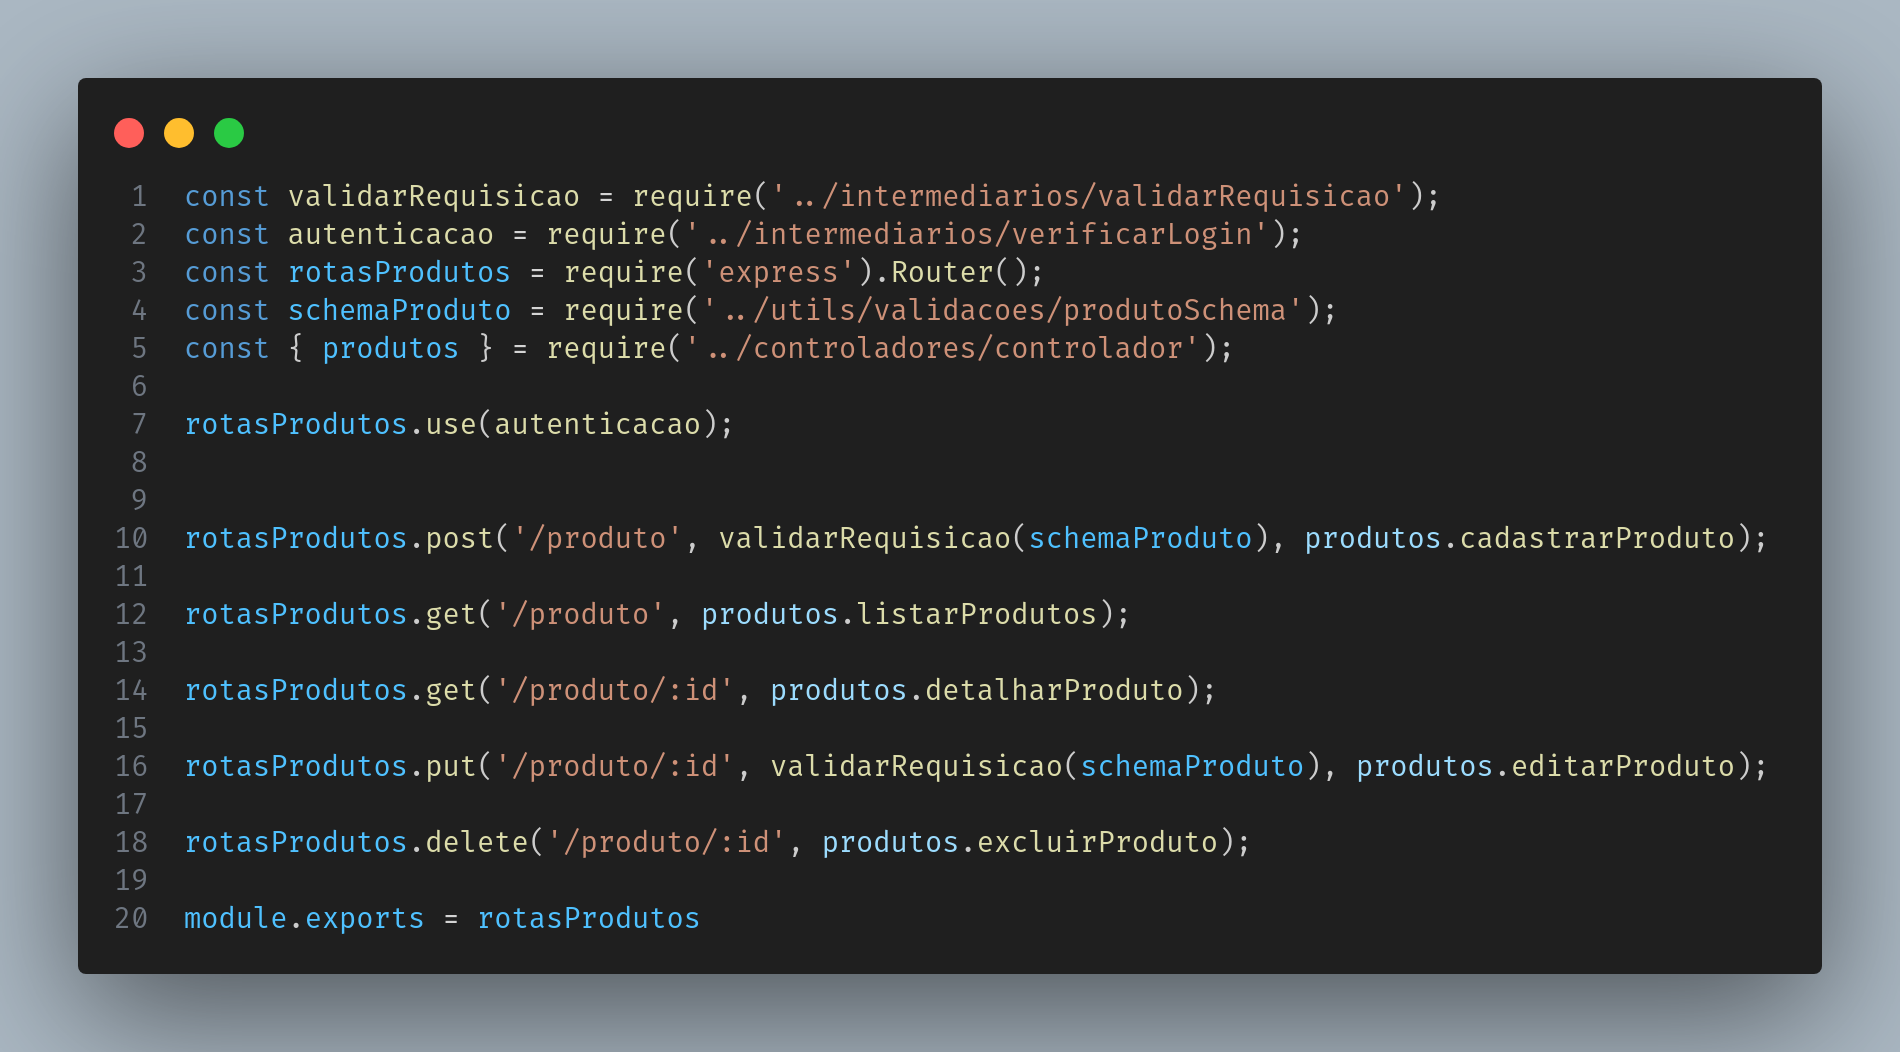 1 const validarRequisicao = require('../intermediarios/validarRequisicao');
2 const autenticacao = require('../intermediarios/verificarLogin');
3 const rotasProdutos = require('express').Router();
4 const schemaProduto = require('../utils/validacoes/produtoSchema');
5 const { produtos } = require('../controladores/controlador');
6
7 rotasProdutos.use(autenticacao);
8
9
10 rotasProdutos.post('/produto', validarRequisicao(schemaProduto), produtos.cadastrarProduto);
11
12 rotasProdutos.get('/produto', produtos.listarProdutos);
13
14 rotasProdutos.get('/produto/:id', produtos.detalharProduto);
15
16 rotasProdutos.put('/produto/:id', validarRequisicao(schemaProduto), produtos.editarProduto);
17
18 rotasProdutos.delete('/produto/:id', produtos.excluirProduto);
19
20 module.exports = rotasProdutos